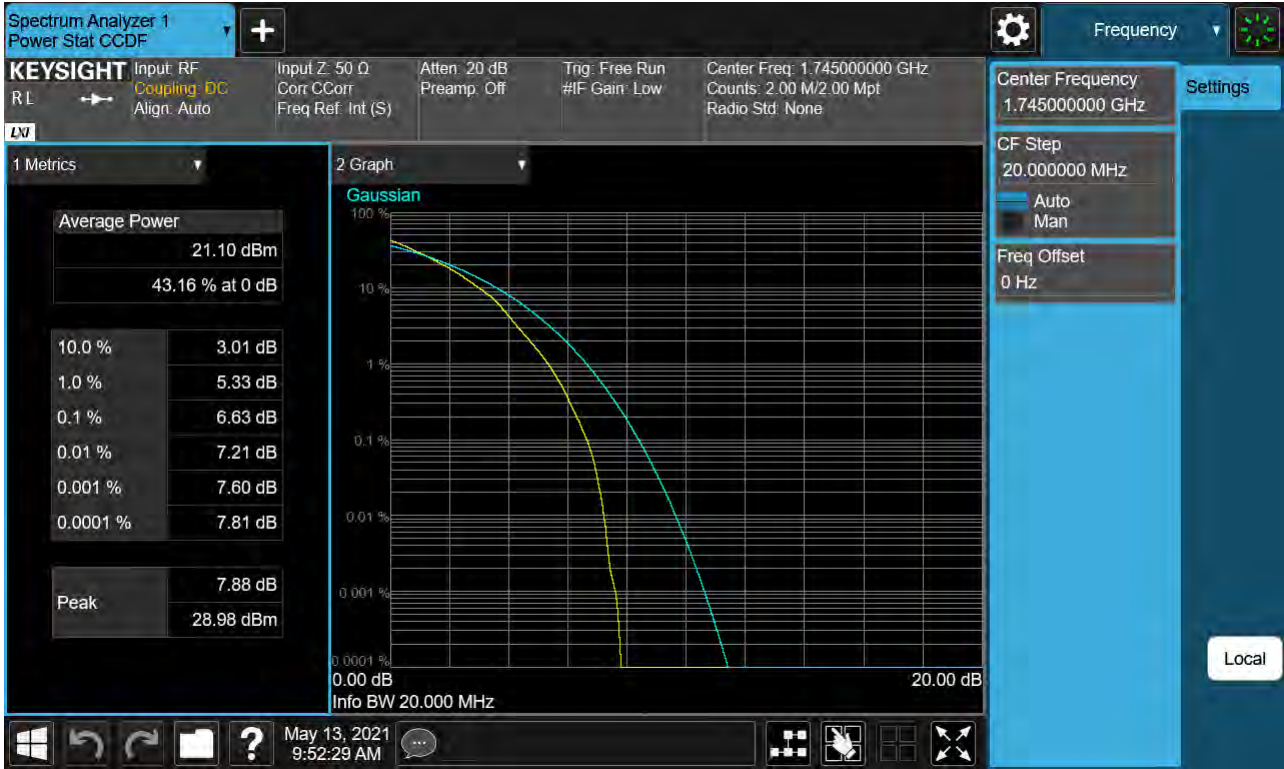 Spectrum Analyzer 1
Power Stat CCDF
+
Frequency
KEYSIGHT
R L
LXI
Input: RF
Coupling: DC
Align: Auto
Input Z: 50 Ω
Corr CCorr
Freq Ref: Int (S)
Atten: 20 dB
Preamp: Off
Trig: Free Run
#IF Gain: Low
Center Freq: 1.745000000 GHz
Counts: 2.00 M/2.00 Mpt
Radio Std: None
Center Frequency
1.745000000 GHz
Settings
CF Step
20.000000 MHz
Auto
Man
Freq Offset
0 Hz
1 Metrics
Average Power
21.10 dBm
43.16 % at 0 dB
10.0 % 3.01 dB
1.0 % 5.33 dB
0.1 % 6.63 dB
0.01 % 7.21 dB
0.001 % 7.60 dB
0.0001 % 7.81 dB
Peak
7.88 dB
28.98 dBm
2 Graph
Gaussian
100 %
10 %
1 %
0.1 %
0.01 %
0.001 %
0.0001 %
0.00 dB 20.00 dB
Info BW 20.000 MHz
Local
?
May 13, 2021
9:52:29 AM